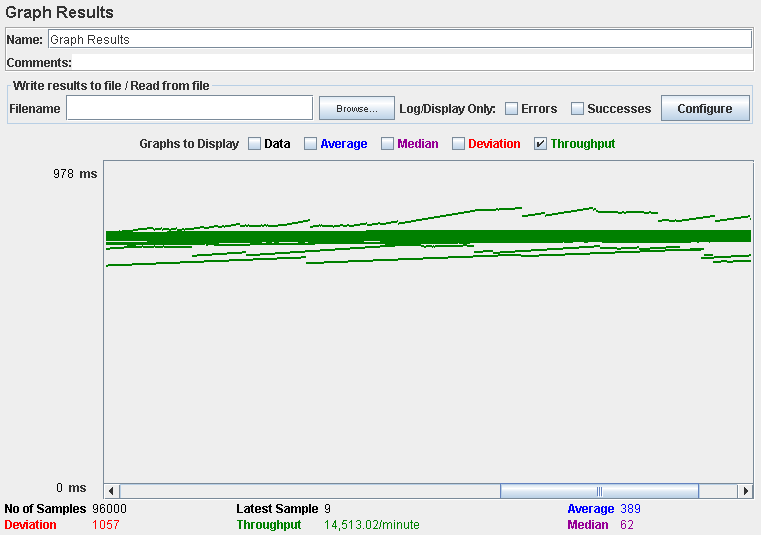 Graph Results
Name: Graph Results
Comments:
Write results to file / Read from file
Filename Browse... Log/Display Only: Errors Successes Configure
Graphs to Display Data Average Median Deviation Throughput
978 ms
0 ms
No of Samples 96000 Latest Sample 9 Average 389
Deviation 1057 Throughput 14,513.02/minute Median 62